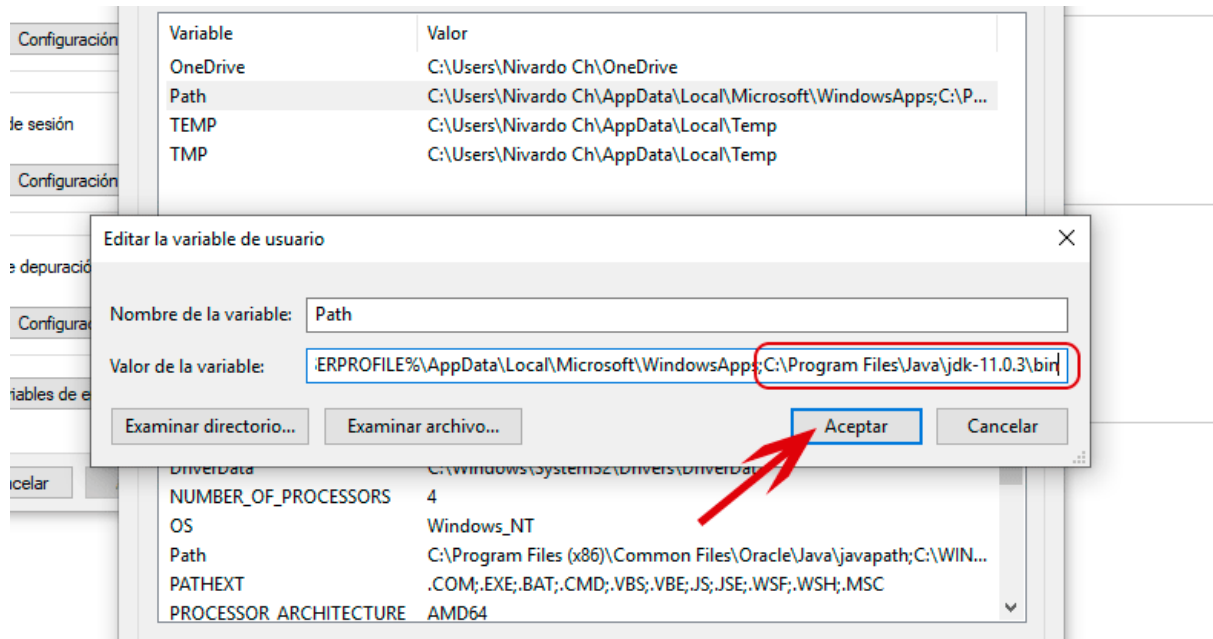 Variable Valor
Configuración
OneDrive C:\Users\Nivardo Ch\OneDrive
Path C:\Users\Nivardo Ch\AppData\Local\Microsoft\WindowsApps;C:\P...
de sesión
TEMP C:\Users\Nivardo Ch\AppData\Local\Temp
TMP C:\Users\Nivardo Ch\AppData\Local\Temp
Configuración
Editar la variable de usuario
e depuració
Nombre de la variable: Path
Configurac
Valor de la variable: ERPROFILE%\AppData\Local\Microsoft\WindowsApps;C:\Program Files\Java\jdk-11.0.3\bin
iables de e
Examinar directorio... Examinar archivo... Aceptar Cancelar
DriverData C:\Windows\System32\Drivers\DriverData
ncelar
NUMBER_OF_PROCESSORS 4
OS Windows_NT
Path C:\Program Files (x86)\Common Files\Oracle\Java\javapath;C:\WIN...
PATHEXT .COM;.EXE;.BAT;.CMD;.VBS;.VBE;.JS;.JSE;.WSF;.WSH;.MSC
PROCESSOR_ARCHITECTURE AMD64